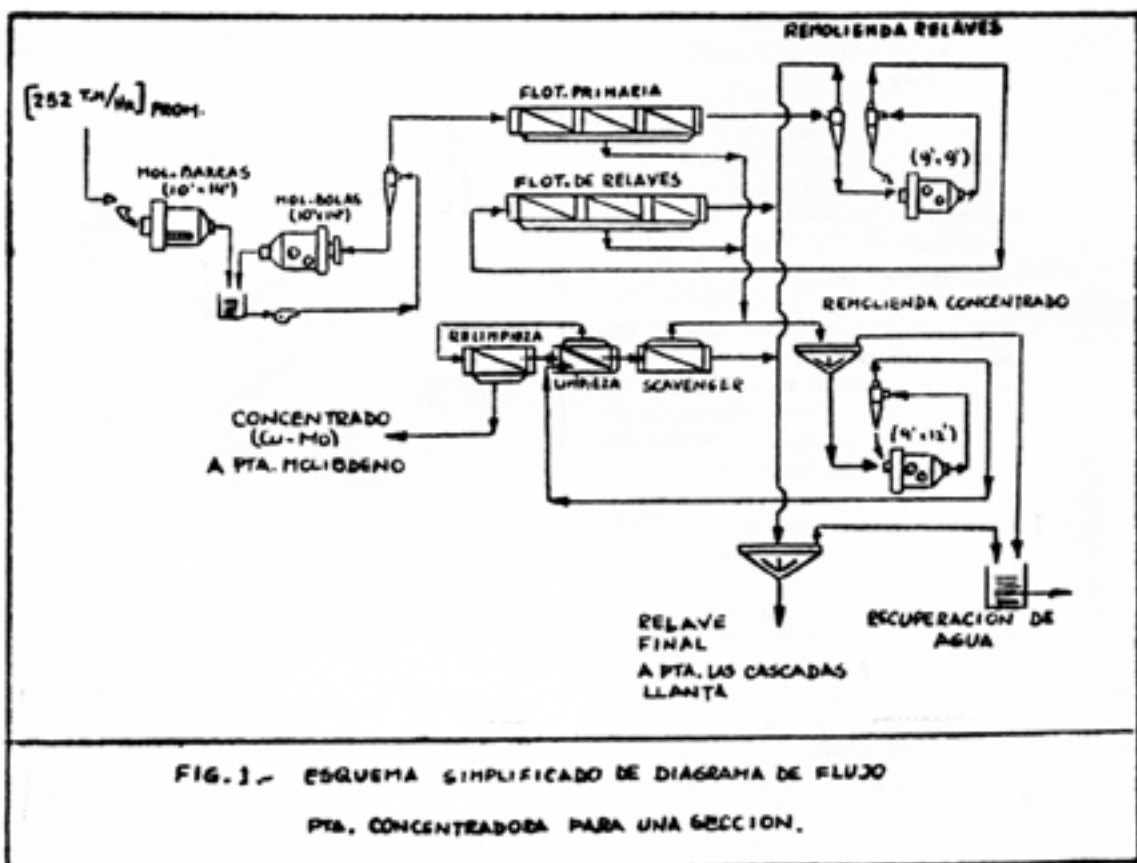 REMOLIENDA RELAVES
[252 T.M/HR] PROM.
FLOT. PRIMARIA
MOL. BARRAS
(10'×14')
MOL. BOLAS
(10'×14')
FLOT. DE RELAVES
(9'×9')
REMOLIENDA CONCENTRADO
RELIMPIEZA
LIMPIEZA
SCAVENGER
CONCENTRADO
(Cu-Mo)
A PTA. MOLIBDENO
(9'×12')
RELAVE
FINAL
A PTA. LAS CASCADAS
LLANTA
RECUPERACIÓN DE
AGUA
FIG. 1.- ESQUEMA SIMPLIFICADO DE DIAGRAMA DE FLUJO
PTA. CONCENTRADORA PARA UNA SECCION.